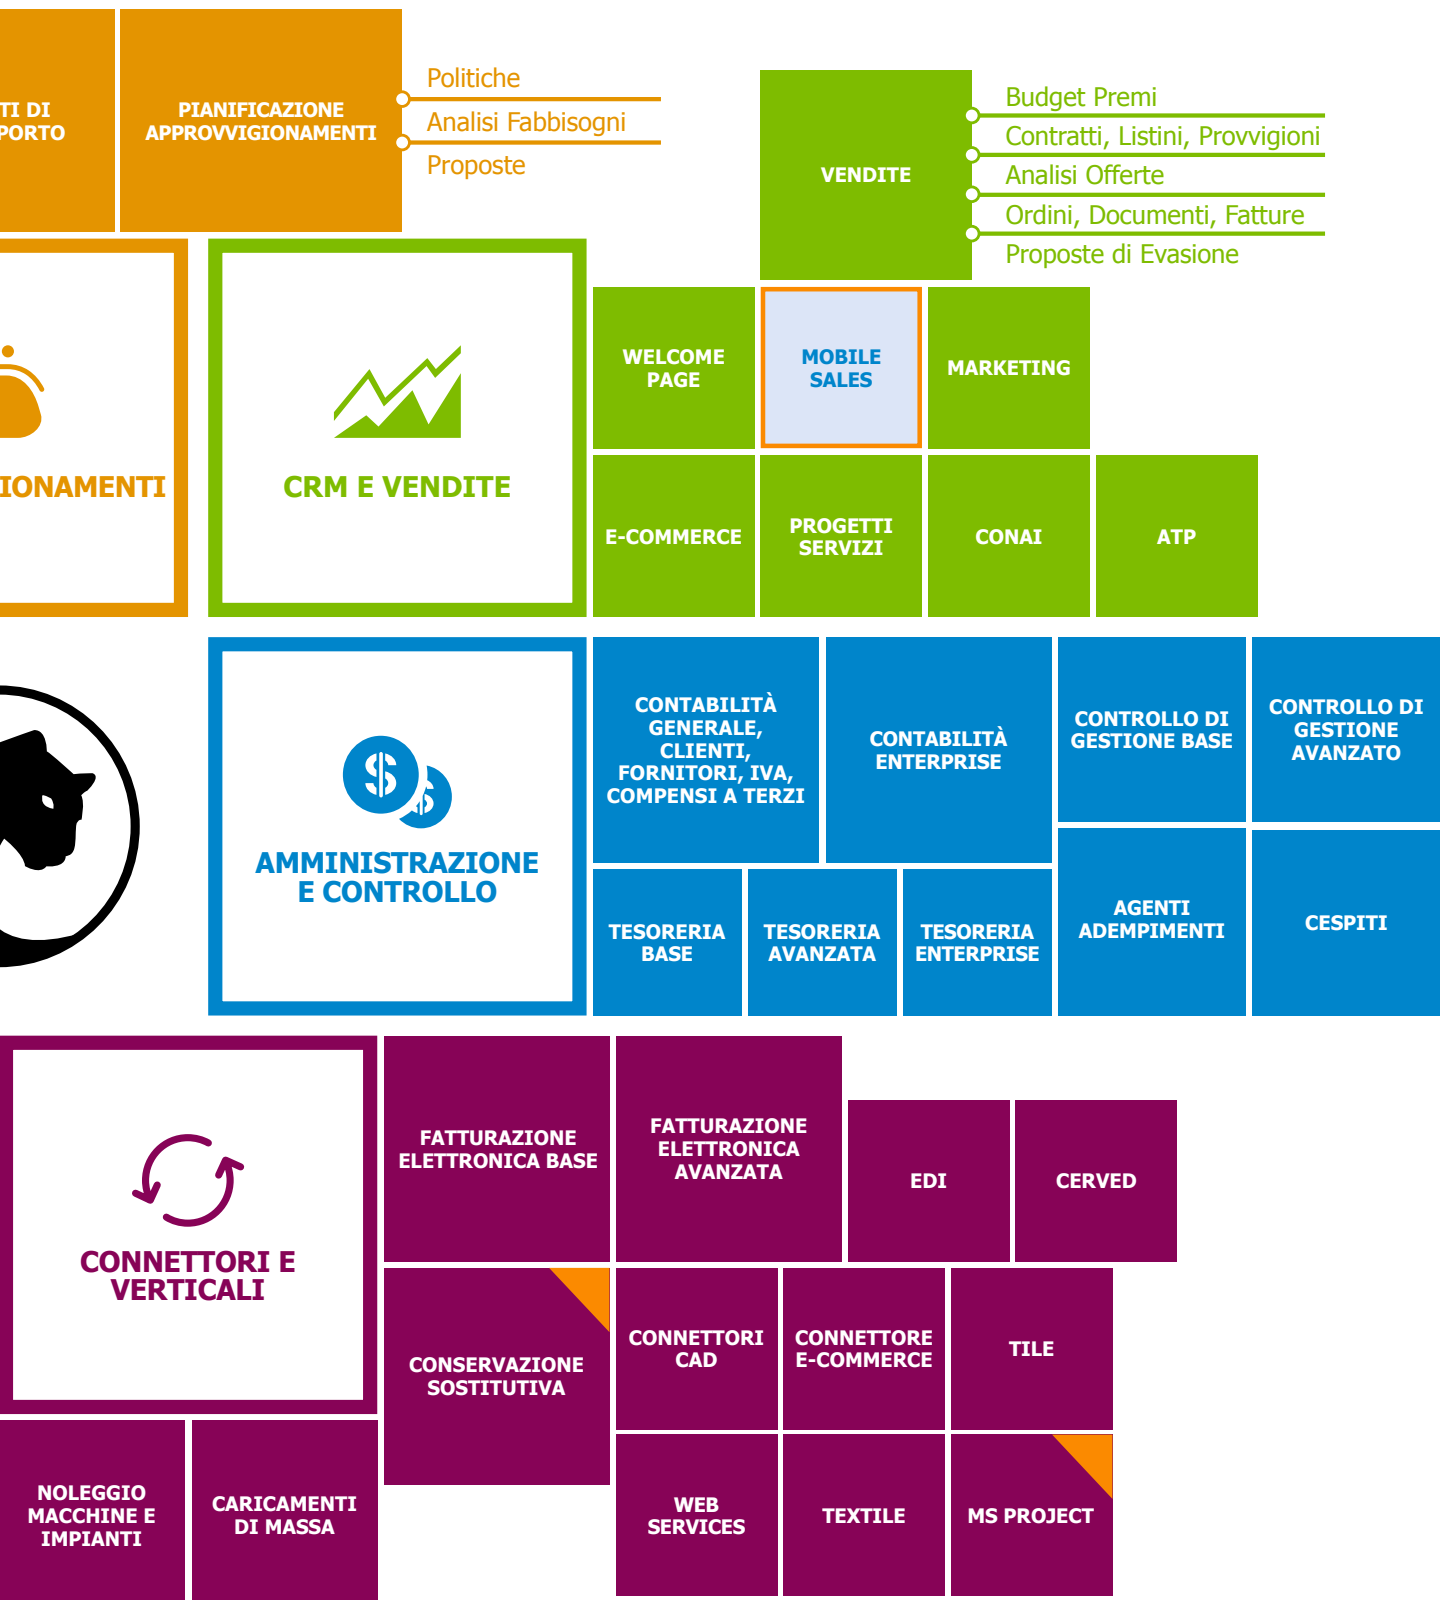 TI DI
PORTO
PIANIFICAZIONE
APPROVVIGIONAMENTI
Politiche
Analisi Fabbisogni
Proposte
VENDITE
Budget Premi
Contratti, Listini, Provvigioni
Analisi Offerte
Ordini, Documenti, Fatture
Proposte di Evasione
IONAMENTI
CRM E VENDITE
WELCOME
PAGE
MOBILE
SALES
MARKETING
E-COMMERCE
PROGETTI
SERVIZI
CONAI
ATP
AMMINISTRAZIONE
E CONTROLLO
CONTABILITÀ
GENERALE,
CLIENTI,
FORNITORI, IVA,
COMPENSI A TERZI
CONTABILITÀ
ENTERPRISE
CONTROLLO DI
GESTIONE BASE
CONTROLLO DI
GESTIONE
AVANZATO
TESORERIA
BASE
TESORERIA
AVANZATA
TESORERIA
ENTERPRISE
AGENTI
ADEMPIMENTI
CESPITI
CONNETTORI E
VERTICALI
FATTURAZIONE
ELETTRONICA BASE
FATTURAZIONE
ELETTRONICA
AVANZATA
EDI
CERVED
CONSERVAZIONE
SOSTITUTIVA
CONNETTORI
CAD
CONNETTORE
E-COMMERCE
TILE
NOLEGGIO
MACCHINE E
IMPIANTI
CARICAMENTI
DI MASSA
WEB
SERVICES
TEXTILE
MS PROJECT